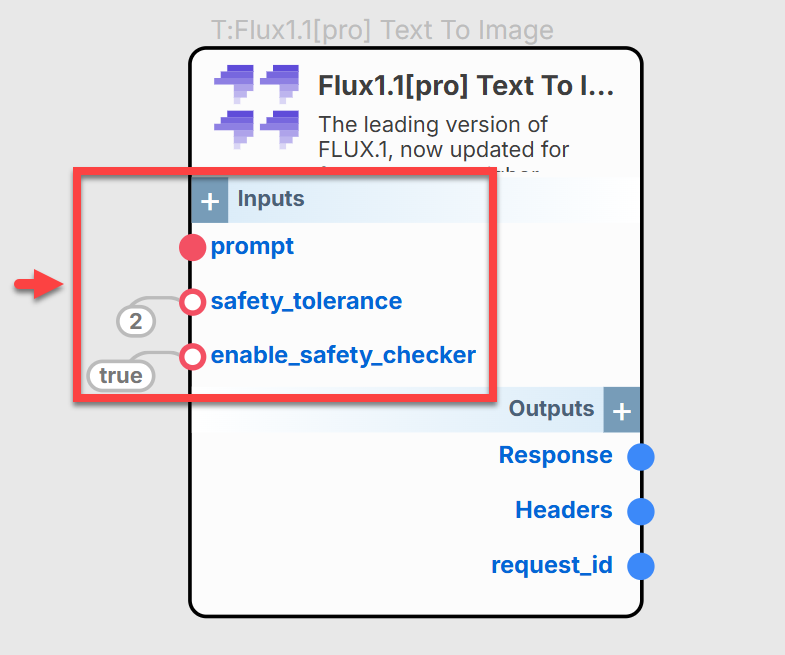 T:Flux1.1[pro] Text To Image
Flux1.1[pro] Text To I...
The leading version of
FLUX.1, now updated for
+ Inputs
prompt
safety_tolerance
2
enable_safety_checker
true
Outputs +
Response
Headers
request_id